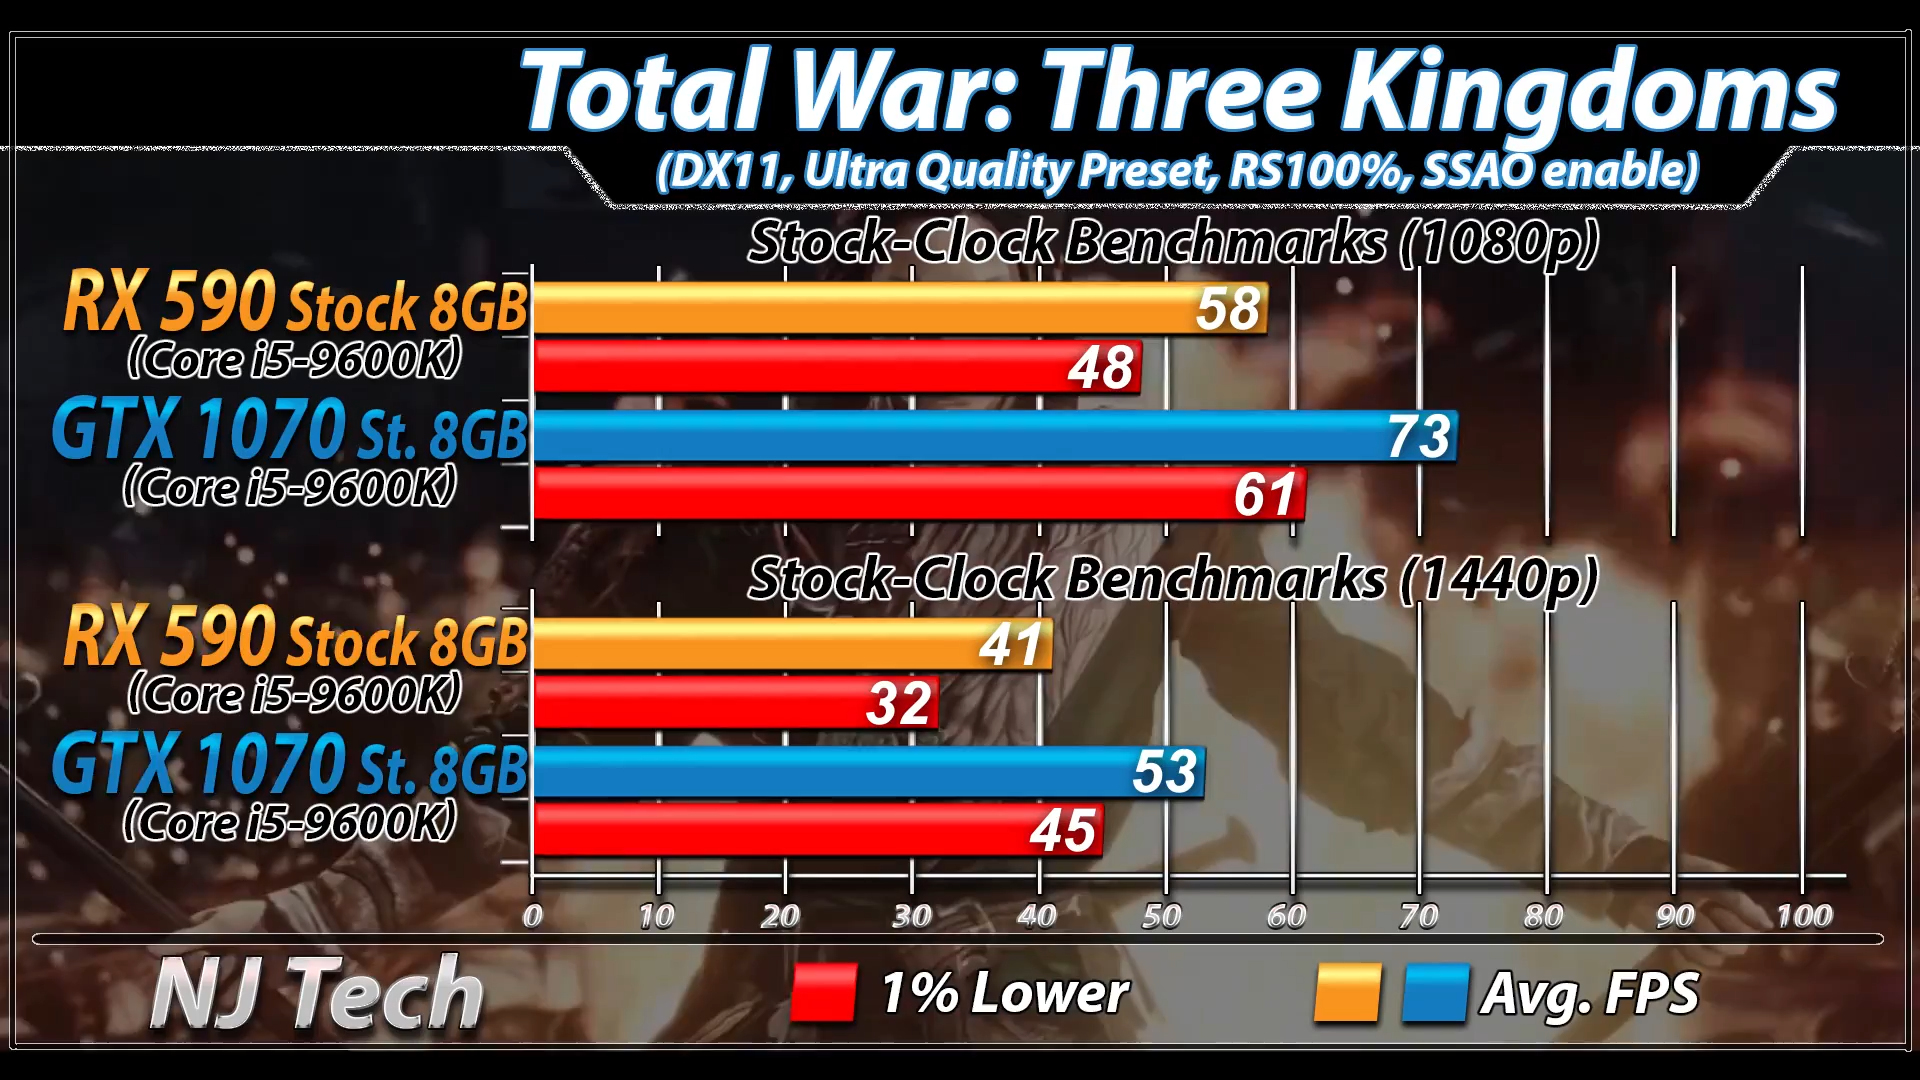 Total War: Three Kingdoms
(DX11, Ultra Quality Preset, RS100%, SSAO enable)
Stock-Clock Benchmarks (1080p)
RX 590 Stock 8GB 58
(Core i5-9600K) 48
GTX 1070 St. 8GB 73
(Core i5-9600K) 61
Stock-Clock Benchmarks (1440p)
RX 590 Stock 8GB 41
(Core i5-9600K) 32
GTX 1070 St. 8GB 53
(Core i5-9600K) 45
0 10 20 30 40 50 60 70 80 90 100
NJ Tech 1% Lower Avg. FPS